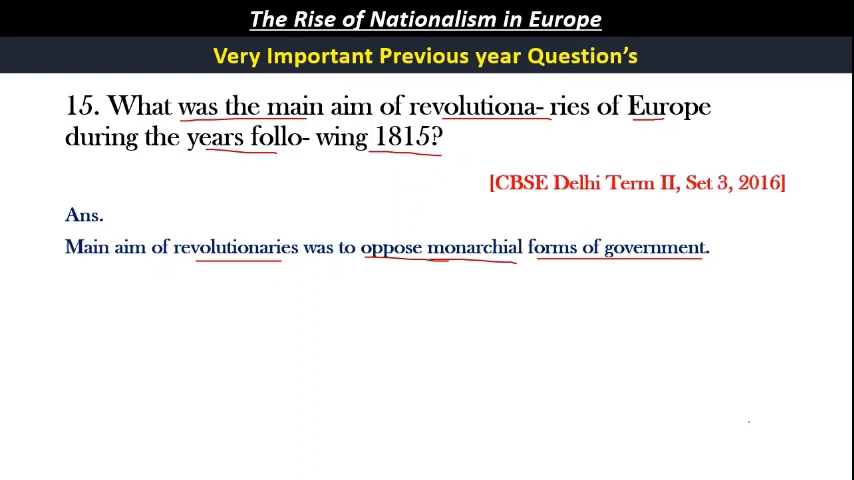 The Rise of Nationalism in Europe
Very Important Previous year Question's
15. What was the main aim of revolutiona- ries of Europe
during the years follo- wing 1815?
[CBSE Delhi Term II, Set 3, 2016]
Ans.
Main aim of revolutionaries was to oppose monarchial forms of government.